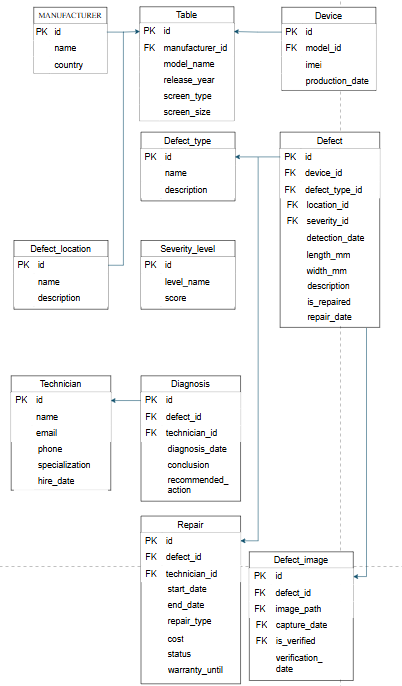 MANUFACTURER
PK id
name
country
Table
PK id
FK manufacturer_id
model_name
release_year
screen_type
screen_size
Device
PK id
FK model_id
imei
production_date
Defect_type
PK id
name
description
Defect
PK id
FK device_id
FK defect_type_id
FK location_id
FK severity_id
detection_date
length_mm
width_mm
description
is_repaired
repair_date
Defect_location
PK id
name
description
Severity_level
PK id
level_name
score
Technician
PK id
name
email
phone
specialization
hire_date
Diagnosis
PK id
FK defect_id
FK technician_id
diagnosis_date
conclusion
recommended_
action
Repair
PK id
FK defect_id
FK technician_id
start_date
end_date
repair_type
cost
status
warranty_until
Defect_image
PK id
FK defect_id
FK image_path
FK capture_date
FK is_verified
verification_
date